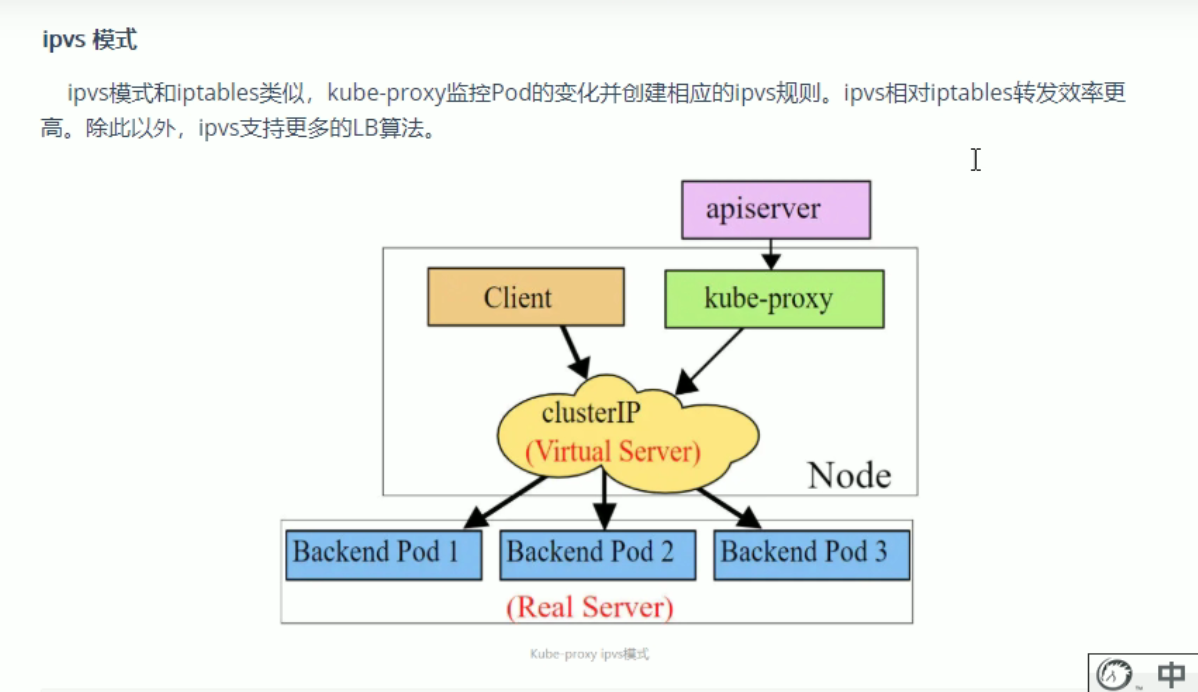 ipvs 模式
ipvs模式和iptables类似，kube-proxy监控Pod的变化并创建相应的ipvs规则。ipvs相对iptables转发效率更
高。除此以外，ipvs支持更多的LB算法。
apiserver
Client
kube-proxy
clusterIP
(Virtual Server)
Node
Backend Pod 1
Backend Pod 2
Backend Pod 3
(Real Server)
Kube-proxy ipvs模式
中